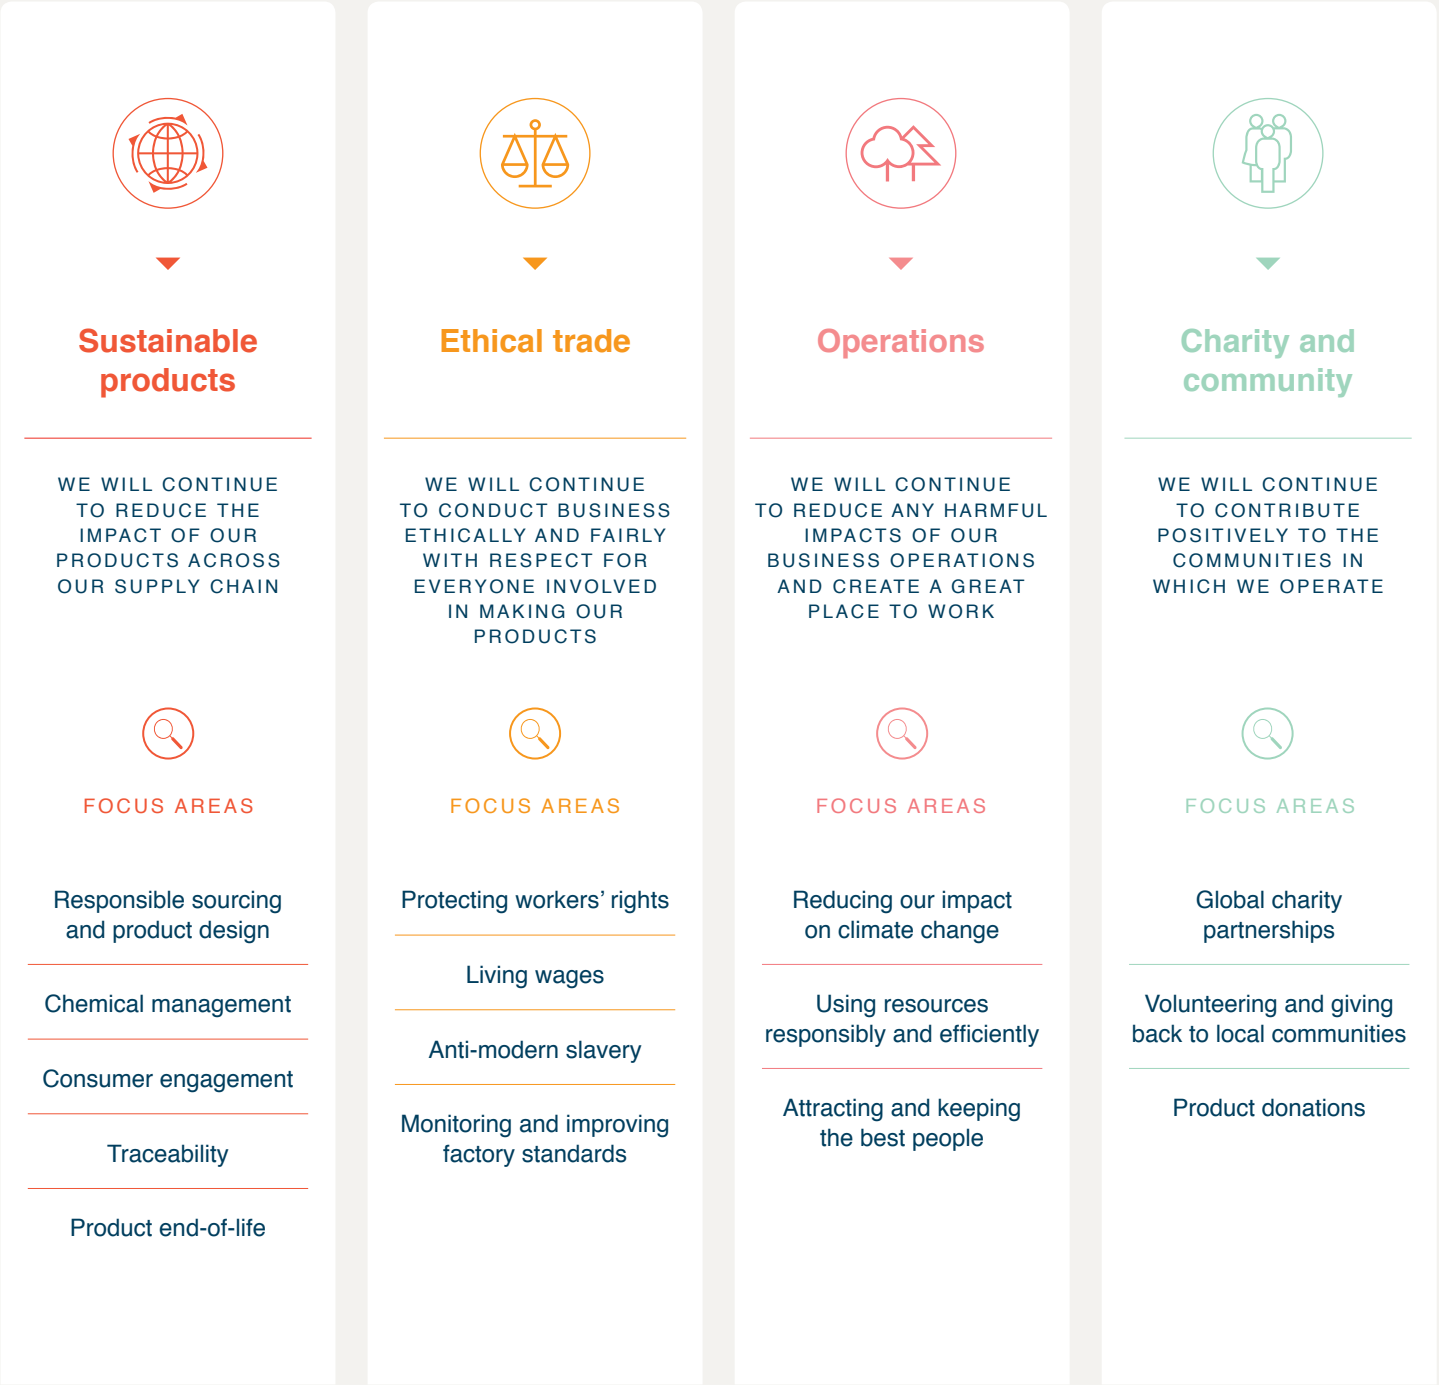 Sustainable
products
WE WILL CONTINUE
TO REDUCE THE
IMPACT OF OUR
PRODUCTS ACROSS
OUR SUPPLY CHAIN
FOCUS AREAS
Responsible sourcing
and product design
Chemical management
Consumer engagement
Traceability
Product end-of-life
Ethical trade
WE WILL CONTINUE
TO CONDUCT BUSINESS
ETHICALLY AND FAIRLY
WITH RESPECT FOR
EVERYONE INVOLVED
IN MAKING OUR
PRODUCTS
FOCUS AREAS
Protecting workers’ rights
Living wages
Anti-modern slavery
Monitoring and improving
factory standards
Operations
WE WILL CONTINUE
TO REDUCE ANY HARMFUL
IMPACTS OF OUR
BUSINESS OPERATIONS
AND CREATE A GREAT
PLACE TO WORK
FOCUS AREAS
Reducing our impact
on climate change
Using resources
responsibly and efficiently
Attracting and keeping
the best people
Charity and
community
WE WILL CONTINUE
TO CONTRIBUTE
POSITIVELY TO THE
COMMUNITIES IN
WHICH WE OPERATE
FOCUS AREAS
Global charity
partnerships
Volunteering and giving
back to local communities
Product donations